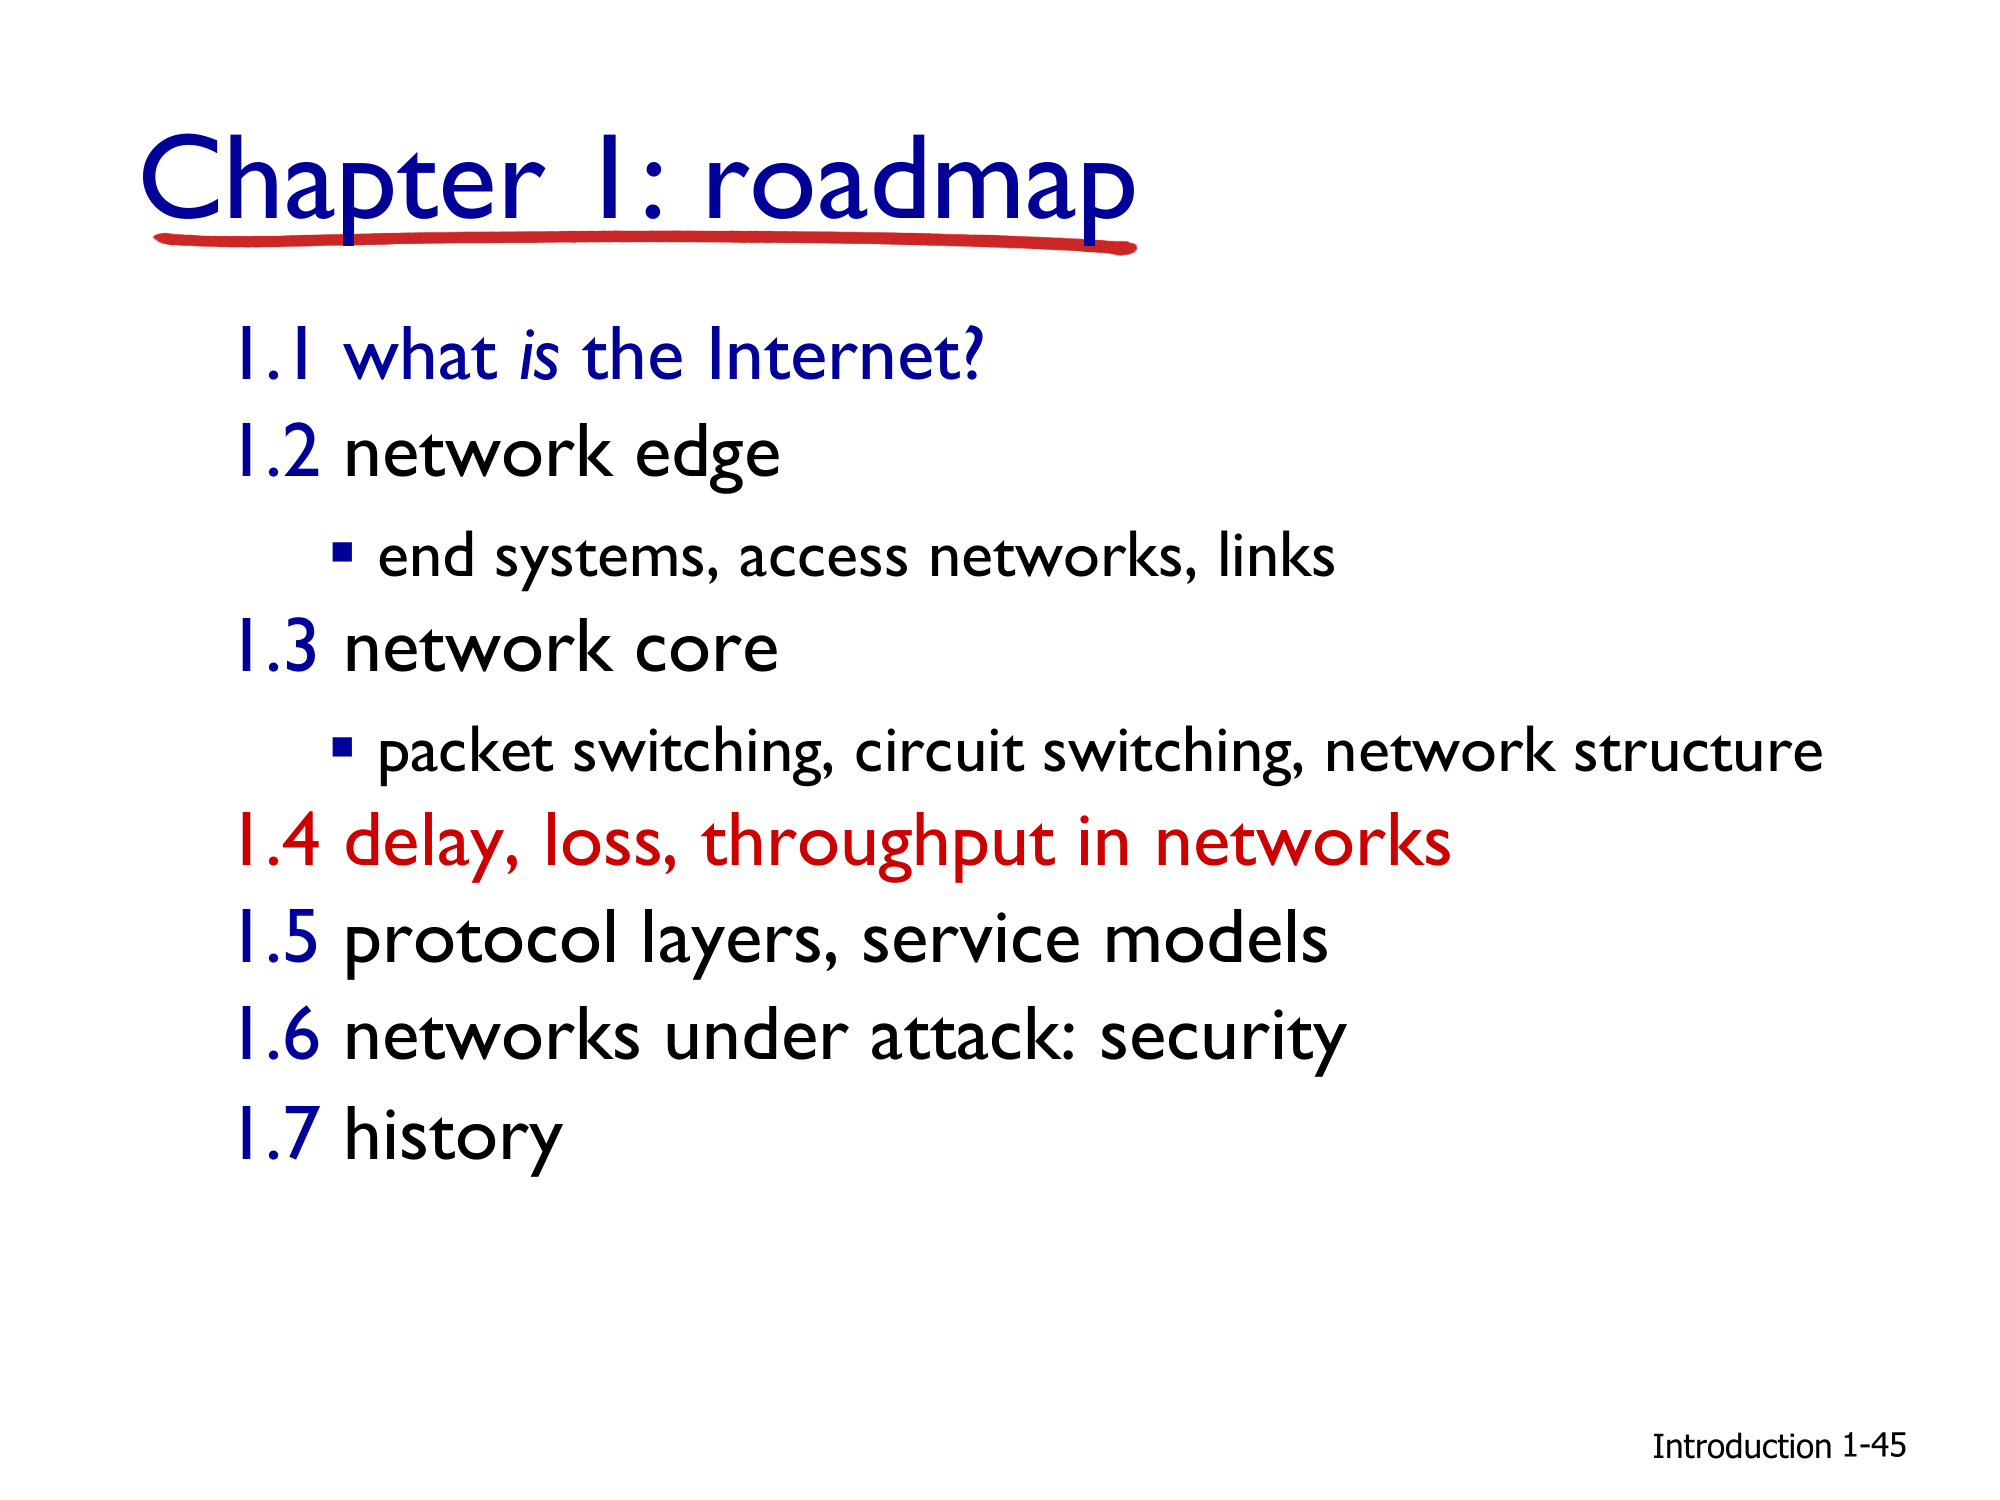 Chapter 1: roadmap
1.1 what is the Internet?
1.2 network edge
▪ end systems, access networks, links
1.3 network core
▪ packet switching, circuit switching, network structure
1.4 delay, loss, throughput in networks
1.5 protocol layers, service models
1.6 networks under attack: security
1.7 history
Introduction 1-45